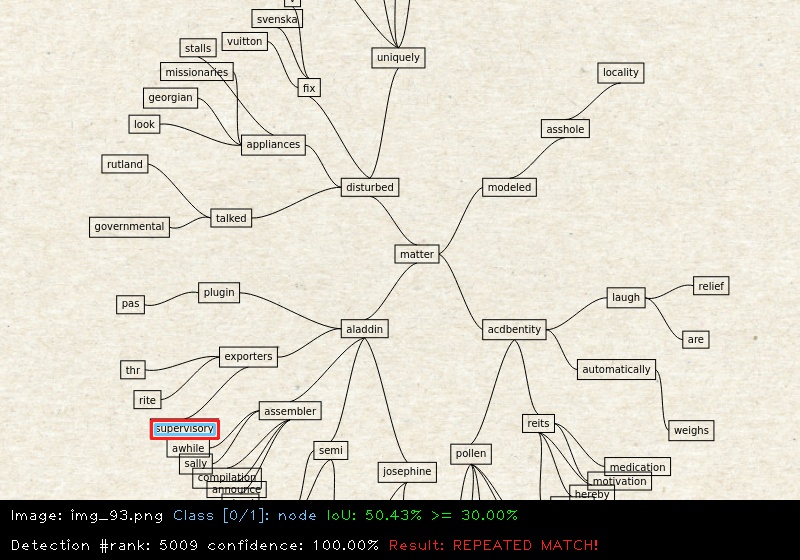 svenska
vuitton
stalls
uniquely
missionaries
locality
fix
georgian
look
asshole
appliances
rutland
disturbed
modeled
talked
governmental
matter
relief
plugin
laugh
pas
aladdin
acdbentity
are
exporters
thr
automatically
rite
assembler
supervisory
reits
weighs
awhile
semi
pollen
sally
josephine
medication
compilation
motivation
announce
hereby
Image: img_93.png Class [0/1]: node IoU: 50.43% >= 30.00%
Detection #rank: 5009 confidence: 100.00% Result: REPEATED MATCH!